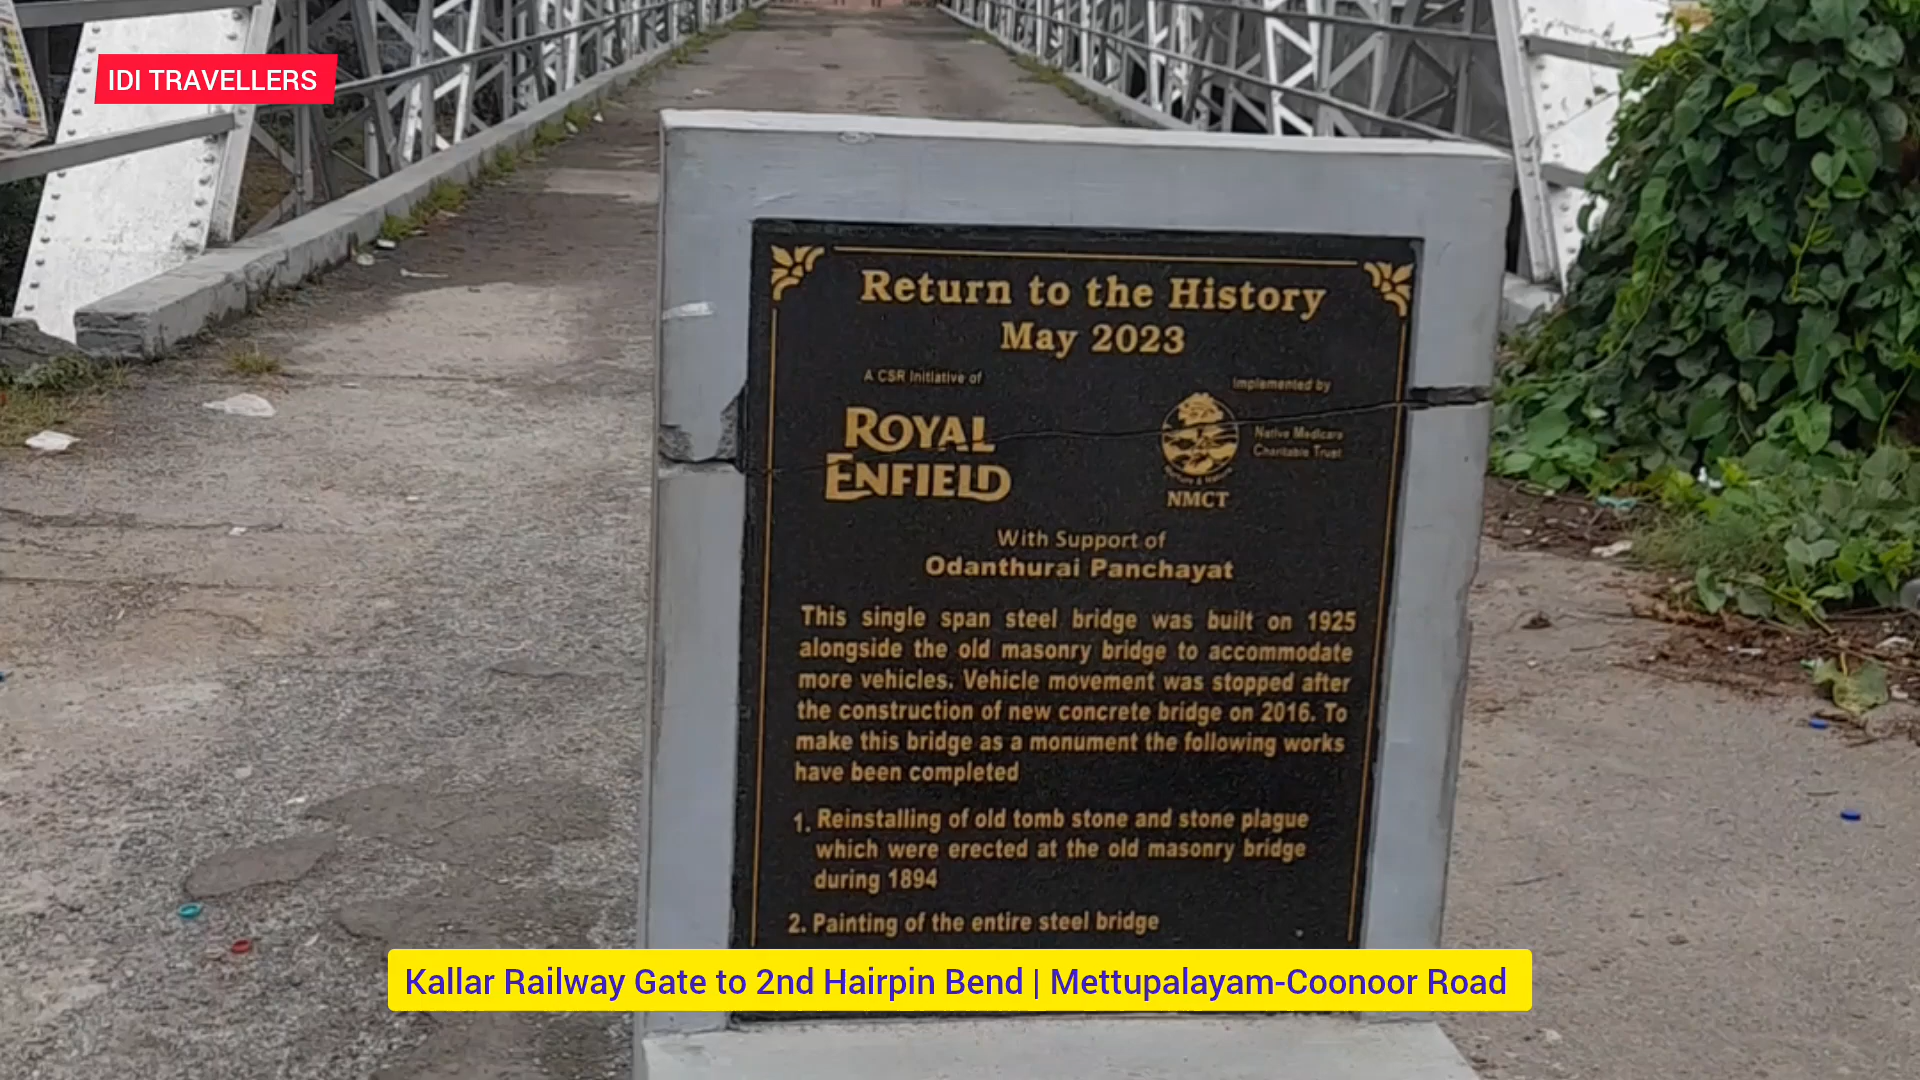 IDI TRAVELLERS
Return to the History
May 2023
A CSR Initiative of
ROYAL
ENFIELD
Implemented by
Native Medicare
Charitable Trust
NMCT
With Support of
Odanthurai Panchayat
This single span steel bridge was built on 1925
alongside the old masonry bridge to accommodate
more vehicles. Vehicle movement was stopped after
the construction of new concrete bridge on 2016. To
make this bridge as a monument the following works
have been completed
1. Reinstalling of old tomb stone and stone plague
which were erected at the old masonry bridge
during 1894
2. Painting of the entire steel bridge
Kallar Railway Gate to 2nd Hairpin Bend | Mettupalayam-Coonoor Road